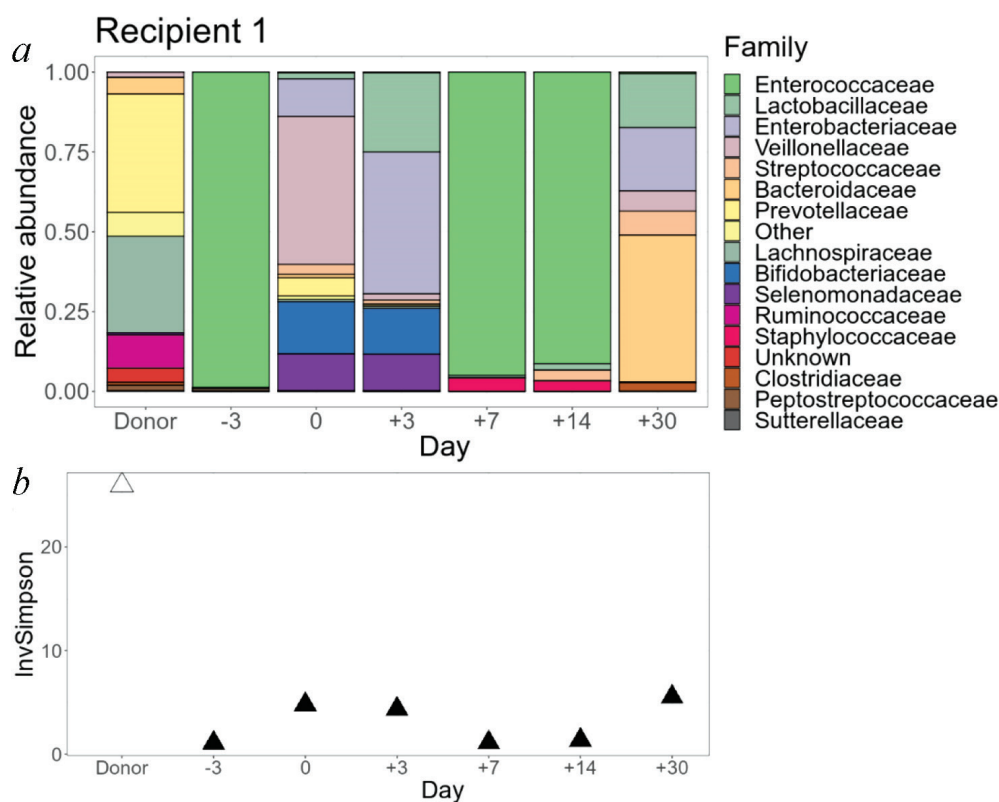 a
Recipient 1
Relative abundance
1.00
0.75
0.50
0.25
0.00
Donor -3 0 +3 +7 +14 +30
Day
Family
Enterococcaceae
Lactobacillaceae
Enterobacteriaceae
Veillonellaceae
Streptococcaceae
Bacteroidaceae
Prevotellaceae
Other
Lachnospiraceae
Bifidobacteriaceae
Selenomonadaceae
Ruminococcaceae
Staphylococcaceae
Unknown
Clostridiaceae
Peptostreptococcaceae
Sutterellaceae
b
InvSimpson
20
10
0
Donor -3 0 +3 +7 +14 +30
Day